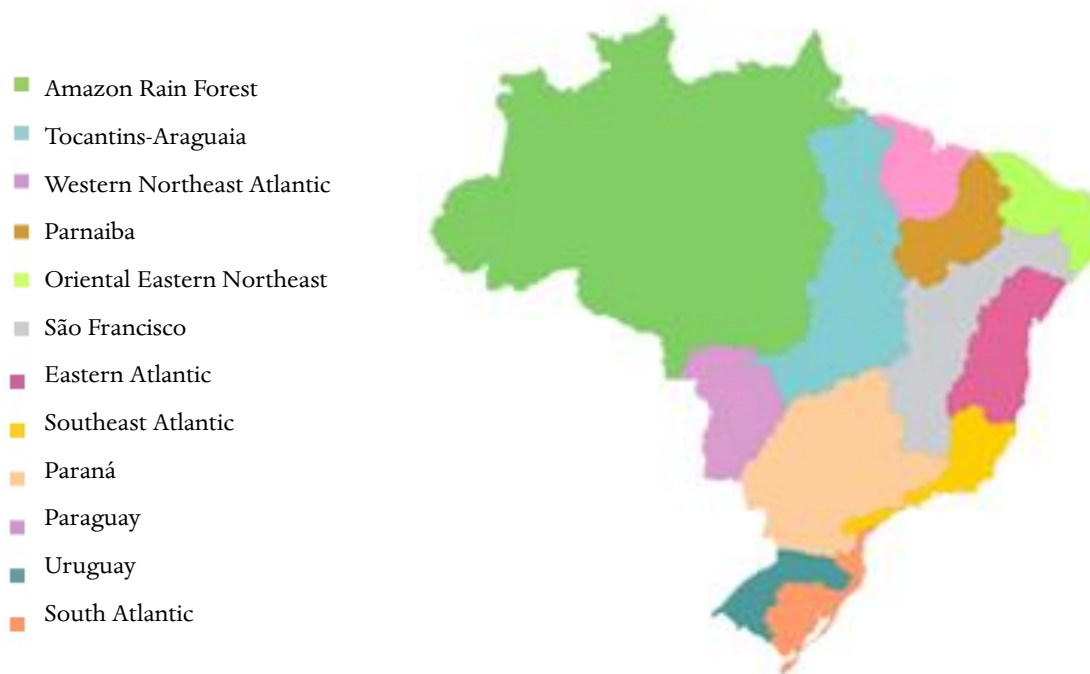 Amazon Rain Forest
Tocantins-Araguaia
Western Northeast Atlantic
Parnaiba
Oriental Eastern Northeast
São Francisco
Eastern Atlantic
Southeast Atlantic
Paraná
Paraguay
Uruguay
South Atlantic